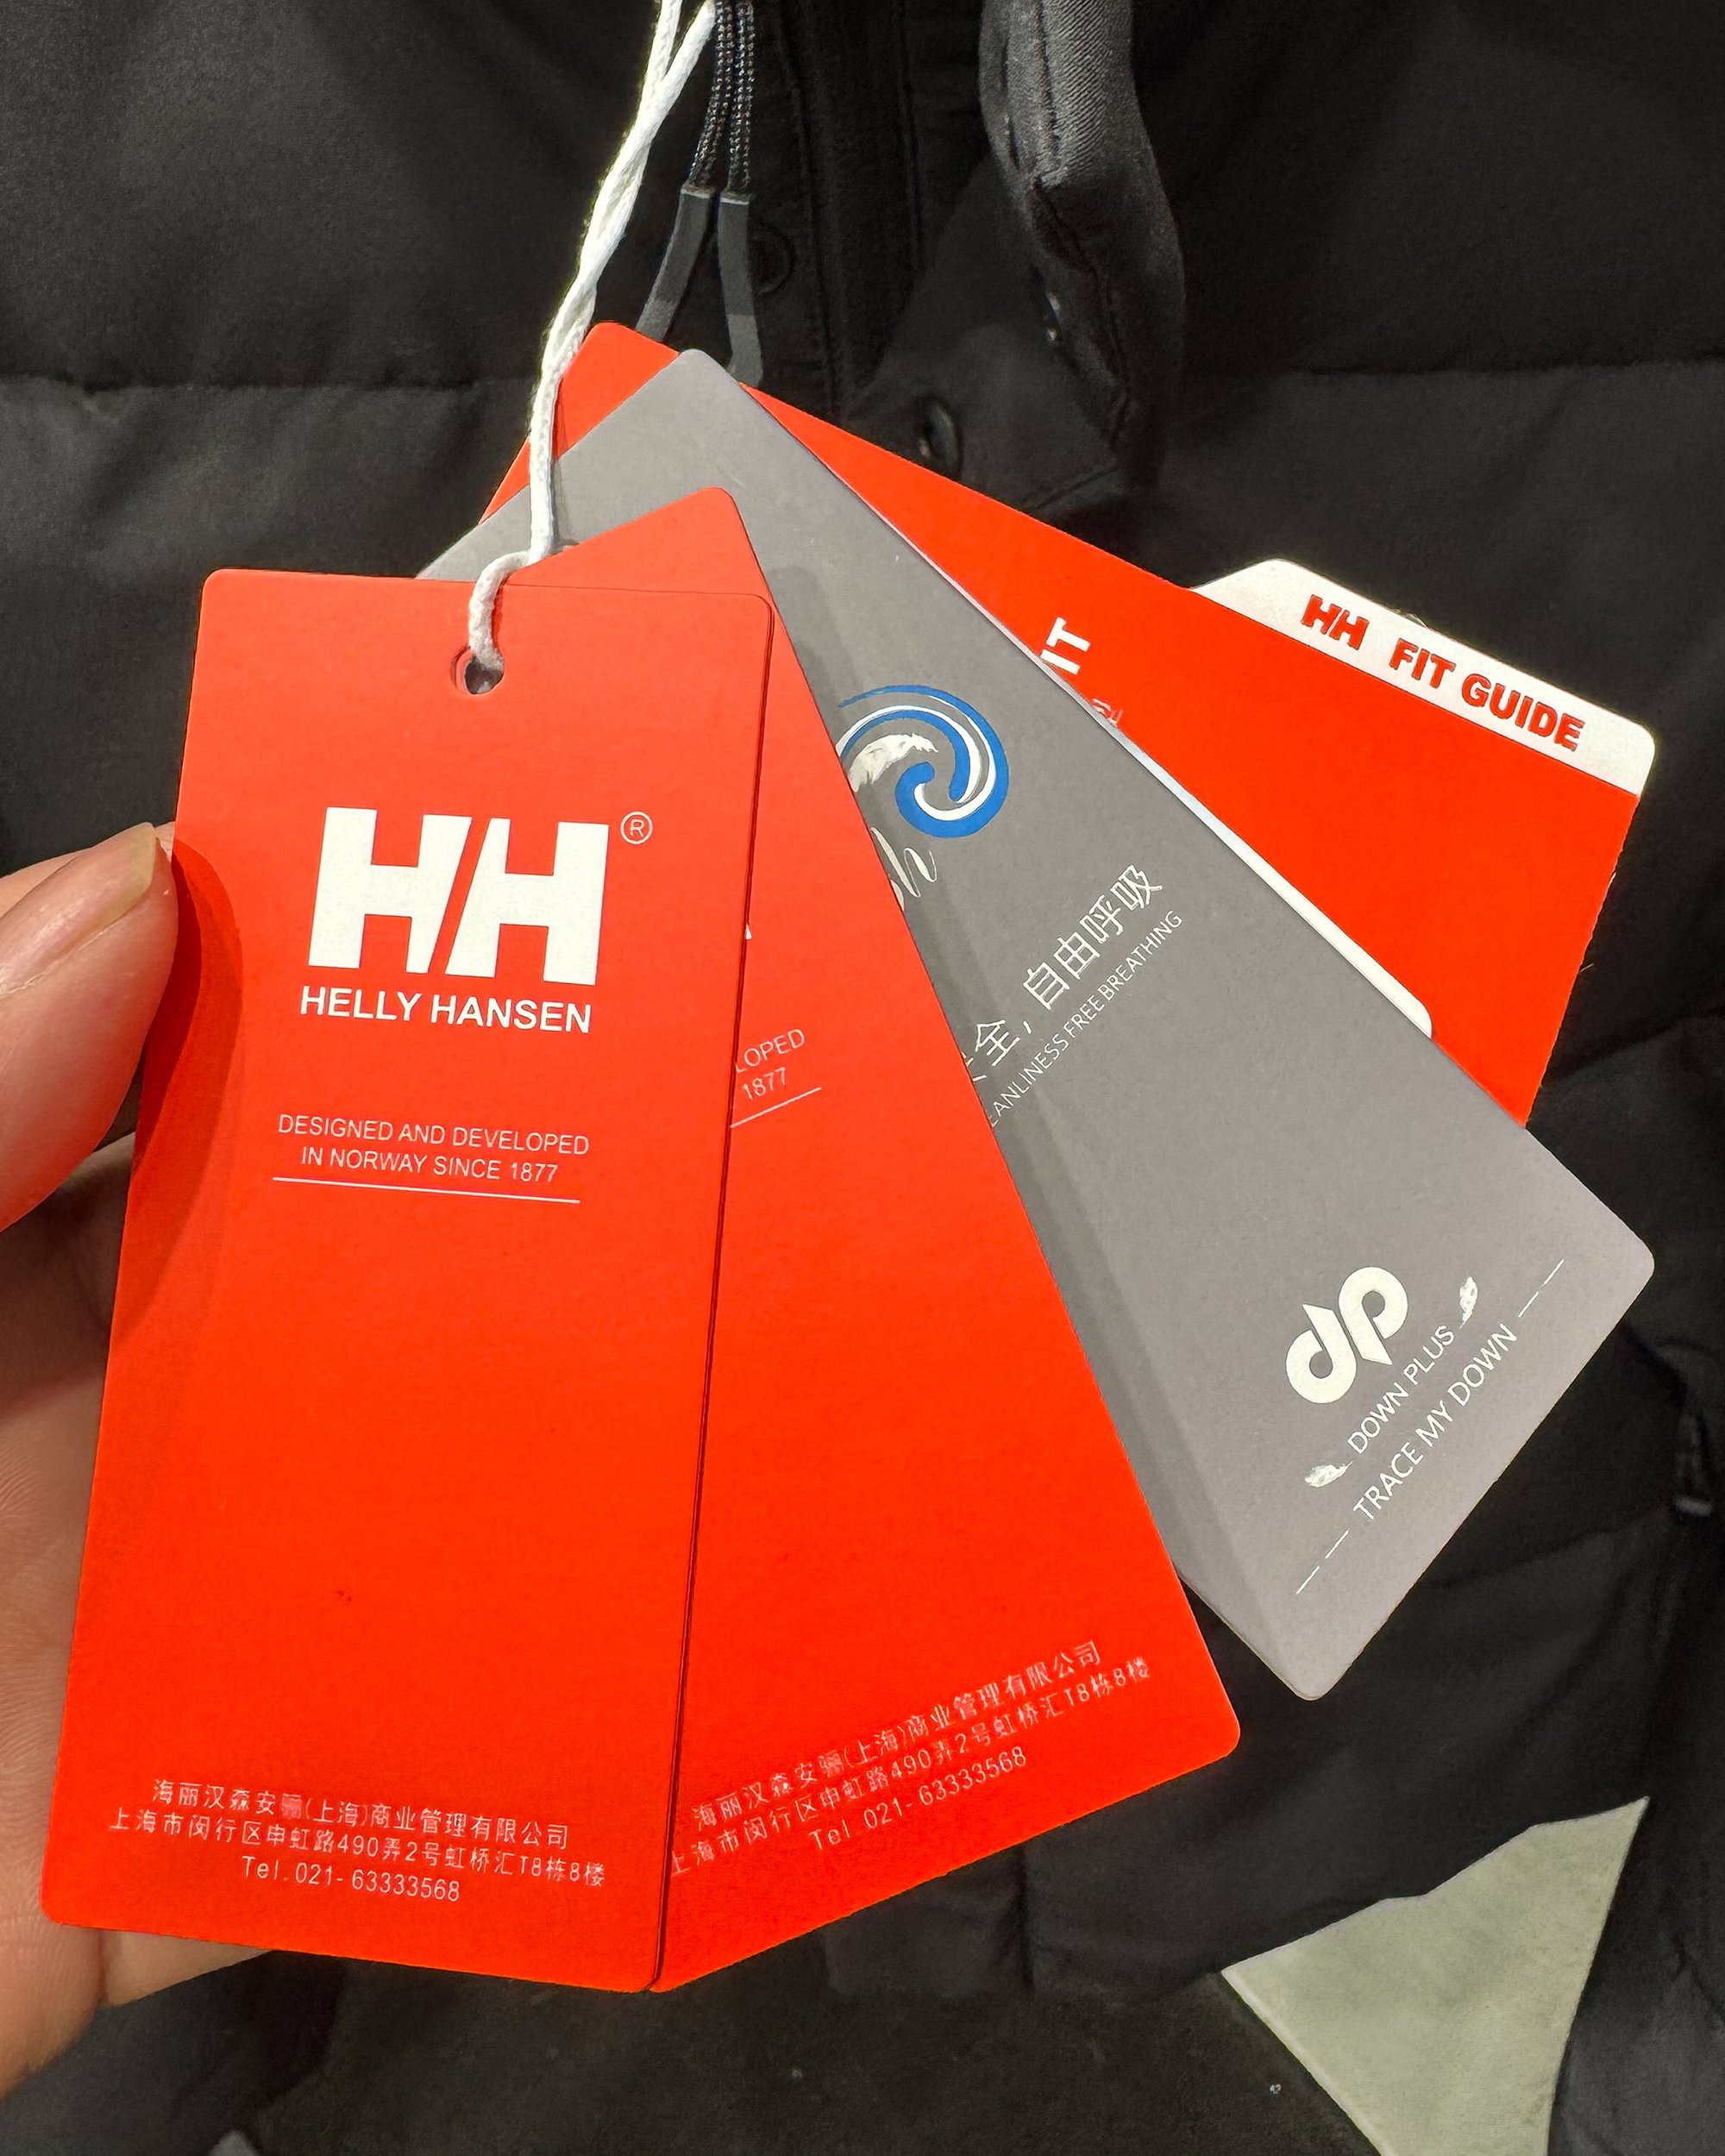 HH®
HELLY HANSEN
DESIGNED AND DEVELOPED
IN NORWAY SINCE 1877
海丽汉森安骊(上海)商业管理有限公司
上海市闵行区申虹路490弄2号虹桥汇T8栋8楼
Tel.021-63333568
LOPED
1877
海丽汉森安骊(上海)商业管理有限公司
上海市闵行区申虹路490弄2号虹桥汇T8栋8楼
Tel 021-63333568
sh
全，自由呼吸
EANLINESS FREE BREATHING
dp
DOWN PLUS
TRACE MY DOWN
IT
HH FIT GUIDE